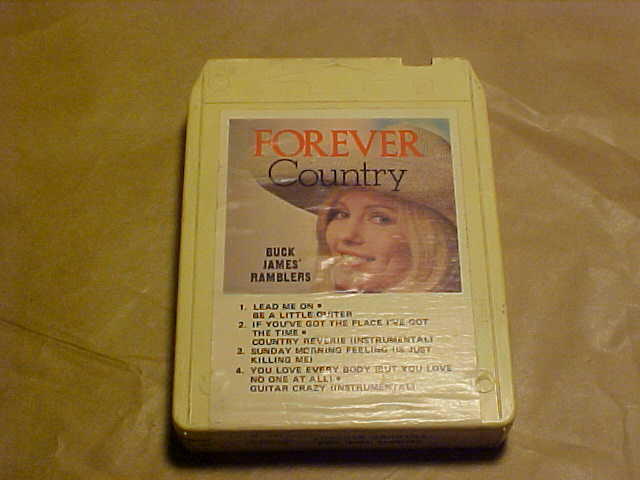 FOREVER
Country
BUCK
JAMES'
RAMBLERS
1. LEAD ME ON •
BE A LITTLE QUITER
2. IF YOU'VE GOT THE PLACE I'VE GOT
THE TIME •
COUNTRY REVERIE (INSTRUMENTAL)
3. SUNDAY MORNING FEELING (IS JUST
KILLING ME)
4. YOU LOVE EVERY BODY (BUT YOU LOVE
NO ONE AT ALL) •
GUITAR CRAZY (INSTRUMENTAL)